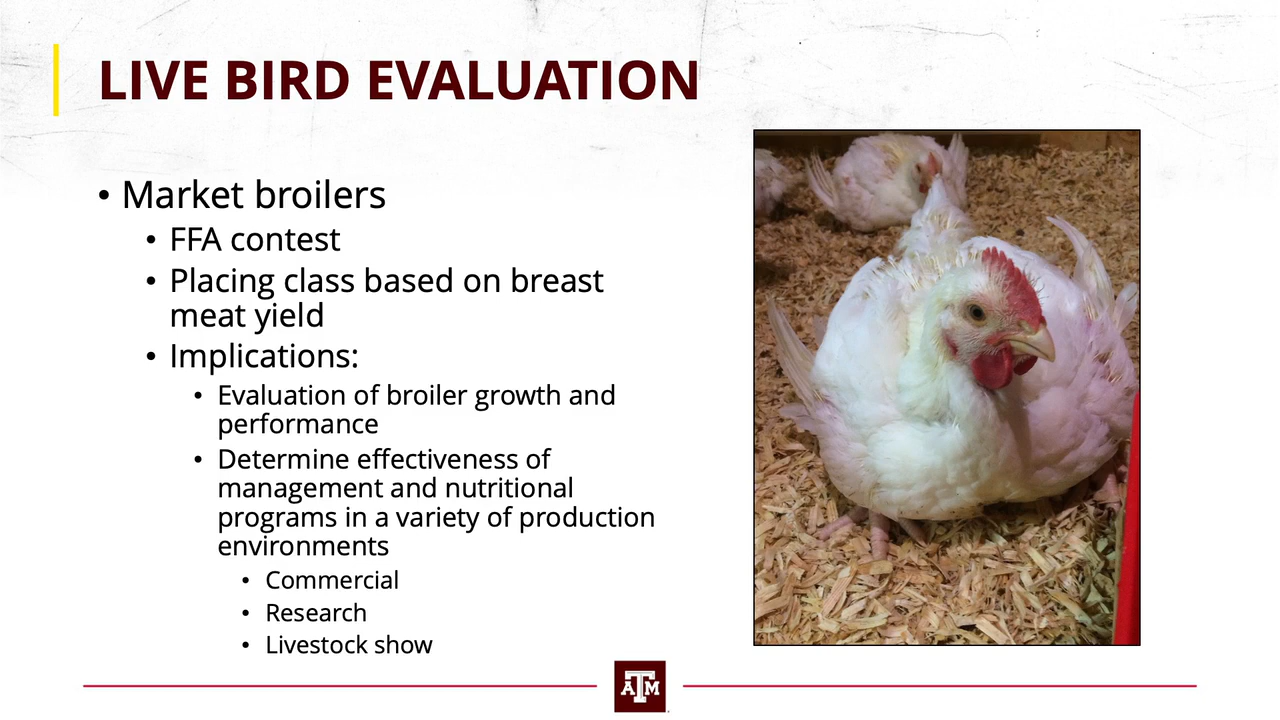 LIVE BIRD EVALUATION
• Market broilers
• FFA contest
• Placing class based on breast
meat yield
• Implications:
• Evaluation of broiler growth and
performance
• Determine effectiveness of
management and nutritional
programs in a variety of production
environments
• Commercial
• Research
• Livestock show
ATM